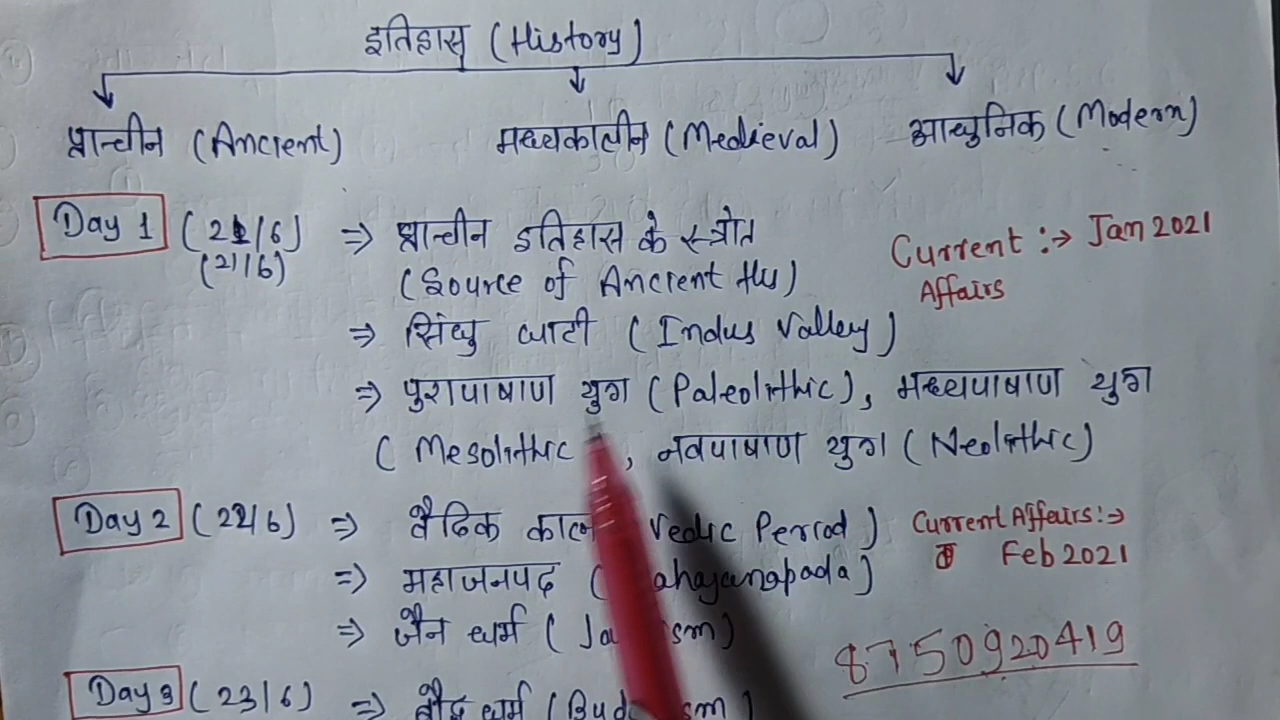 इतिहास (History)
प्राचीन (Ancient) मध्यकालीन (Medieval) आधुनिक (Modern)
Day 1 (21/6) ⇒ प्राचीन इतिहास के स्त्रोत
(21/6) (Source of Ancient His)
Current :→ Jan 2021
Affairs
⇒ सिंधु घाटी (Indus Valley)
⇒ पुरापाषाण युग (Paleolithic), मध्यपाषाण युग
(Mesolithic , नवपाषाण युग (Neolithic)
Day 2 (22/6) ⇒ वैदिक काल Vedic Period) Current Affairs :→
⇒ महाजनपद ( ahajanapada) Feb 2021
⇒ जैन धर्म (Ja ism)
8750920419
Day 3 (23/6) ⇒ बौद्ध धर्म (Bud ism)